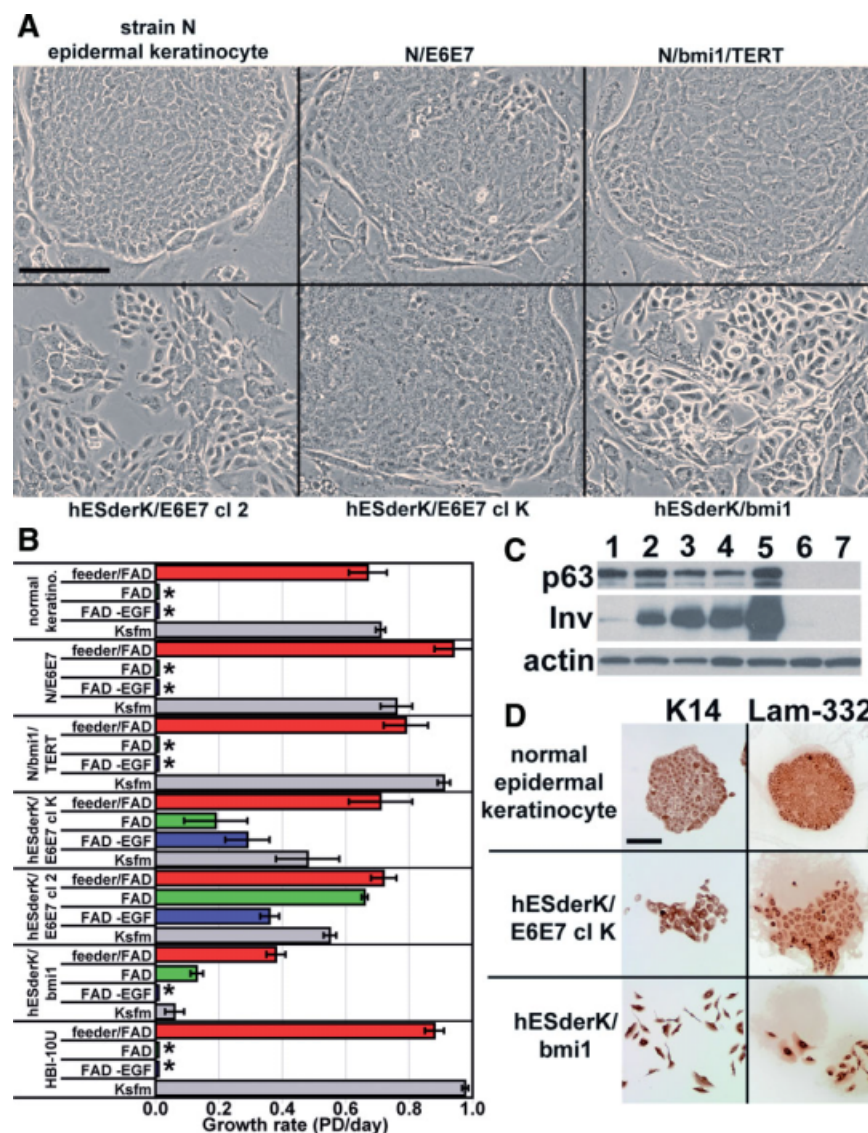 A
strain N
epidermal keratinocyte
N/E6E7
N/bmi1/TERT
hESderK/E6E7 cl 2
hESderK/E6E7 cl K
hESderK/bmi1
B
normal
keratino.
feeder/FAD
FAD
*
FAD -EGF
*
Ksfm
N/E6E7
feeder/FAD
FAD
*
FAD -EGF
*
Ksfm
N/bmi1/
TERT
feeder/FAD
FAD
*
FAD -EGF
*
Ksfm
hESderK/
E6E7 cl K
feeder/FAD
FAD
FAD -EGF
Ksfm
hESderK/
E6E7 cl 2
feeder/FAD
FAD
FAD -EGF
Ksfm
hESderK/
bmi1
feeder/FAD
FAD
FAD -EGF
*
Ksfm
HBI-10U
feeder/FAD
FAD
*
FAD -EGF
*
Ksfm
0.0 0.2 0.4 0.6 0.8 1.0
Growth rate (PD/day)
C
1 2 3 4 5 6 7
p63
Inv
actin
D
K14 Lam-332
normal
epidermal
keratinocyte
hESderK/
E6E7 cl K
hESderK/
bmi1